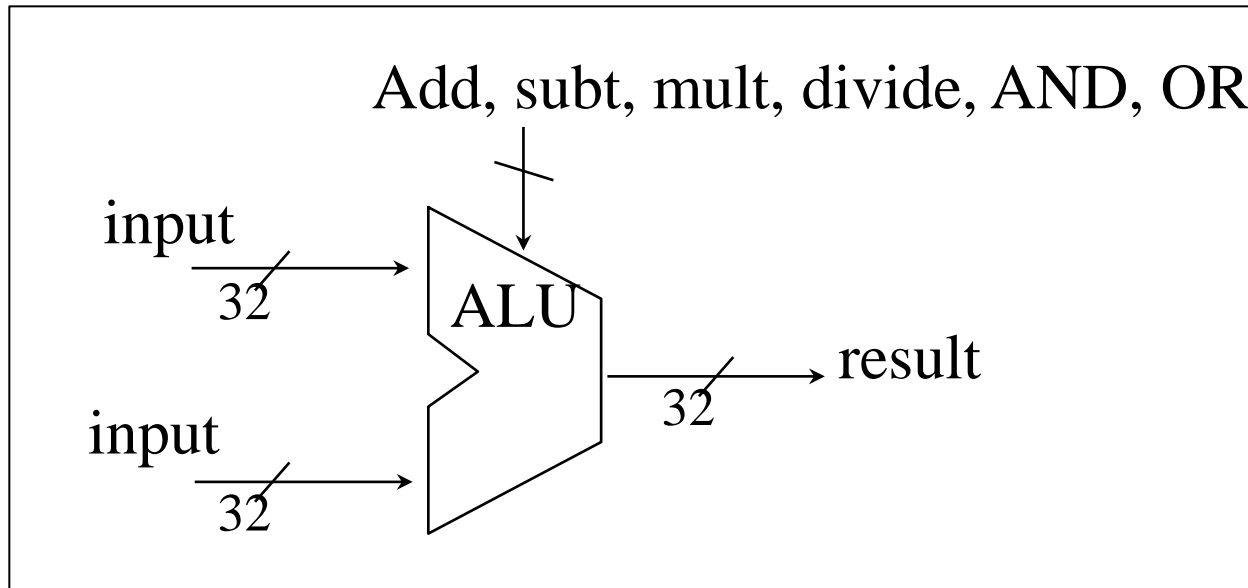 Add, subt, mult, divide, AND, OR
input
32
ALU
result
32
input
32